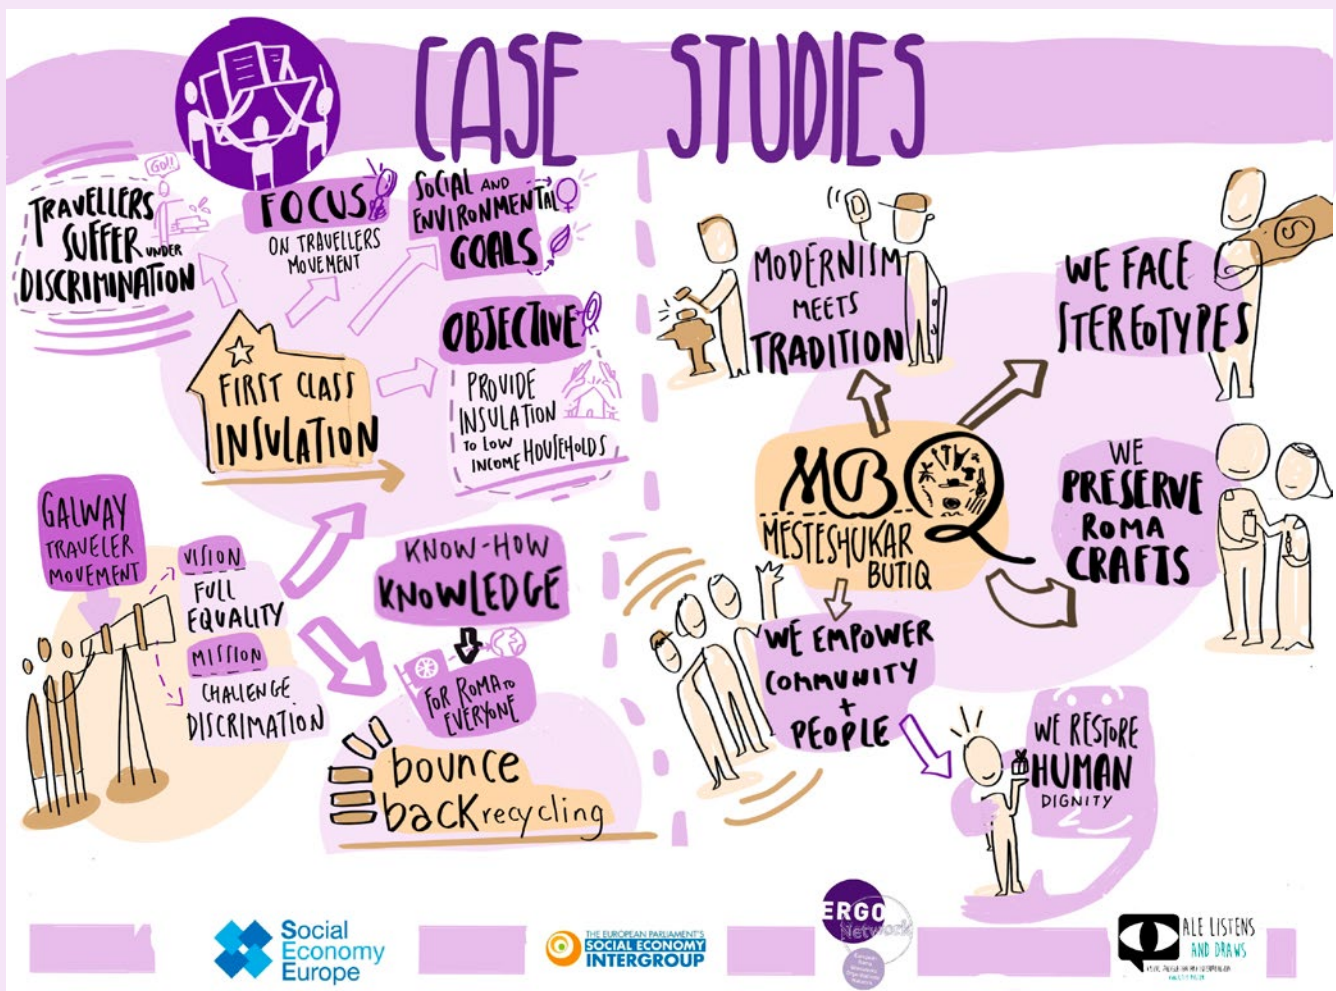 CASE STUDIES
GO!!
TRAVELLERS
SUFFER UNDER
DISCRIMINATION
FOCUS
ON TRAVELLERS
MOVEMENT
SOCIAL AND
ENVIRONMENTAL
GOALS
OBJECTIVE
PROVIDE
INSULATION
TO LOW
INCOME HOUSEHOLDS
FIRST CLASS
INSULATION
GALWAY
TRAVELER
MOVEMENT
VISION
FULL
EQUALITY
MISSION
CHALLENGE
DISCRIMATION
KNOW-HOW
KNOWLEDGE
FOR ROMA TO
EVERYONE
bounce
back recycling
MODERNISM
MEETS
TRADITION
WE FACE
STEREOTYPES
MBQ
MESTESHUKAR
BUTIQ
WE
PRESERVE
ROMA
CRAFTS
WE EMPOWER
COMMUNITY
+
PEOPLE
WE RESTORE
HUMAN
DIGNITY
Social
Economy
Europe
THE EUROPEAN PARLIAMENT'S
SOCIAL ECONOMY
INTERGROUP
ERGO
Network
ALE LISTENS
AND DRAWS